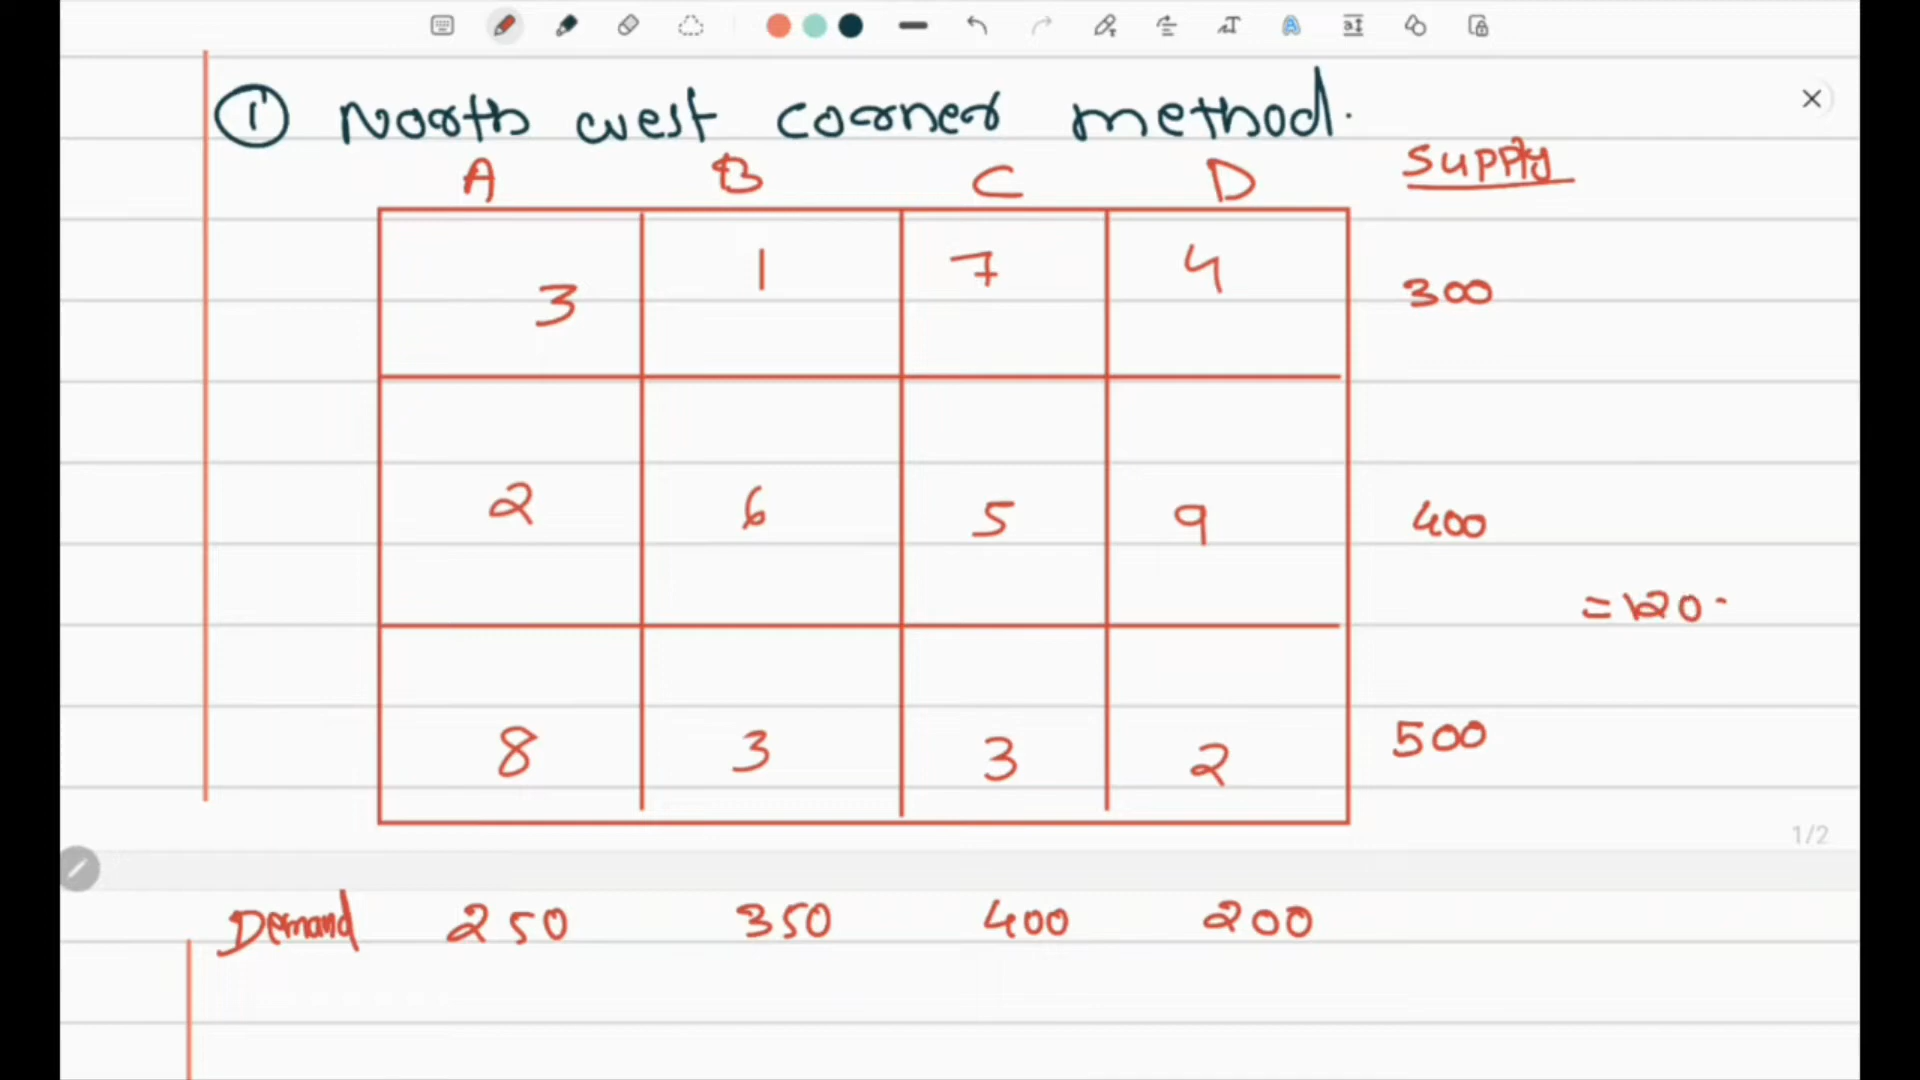 ① North west corner method.
A B C D supply
3 1 7 4 300
2 6 5 9 400
= 120
8 3 3 2 500
1/2
Demand 250 350 400 200